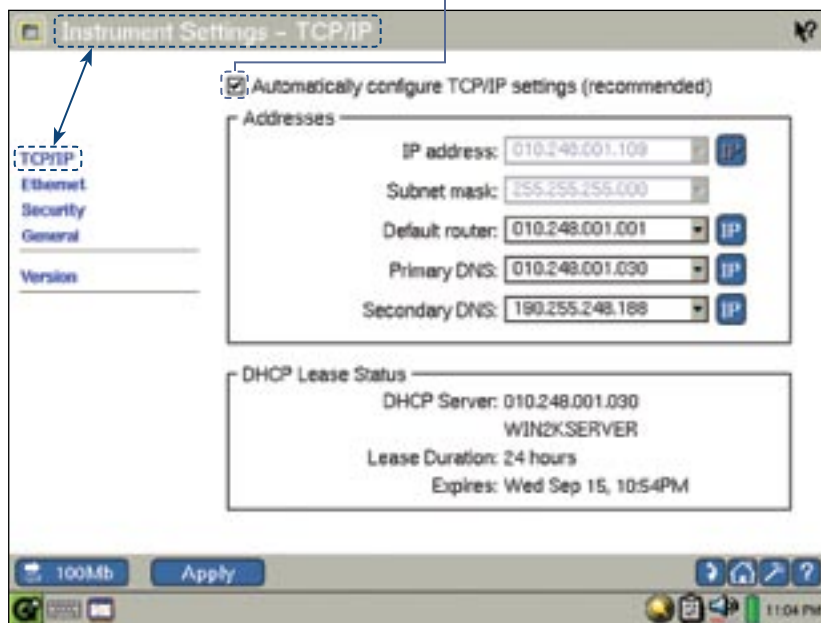 Instrument Settings – TCP/IP
Automatically configure TCP/IP settings (recommended)
Addresses
TCP/IP
Ethernet
Security
General
Version
IP address: 010.248.001.109 IP
Subnet mask: 255.255.255.000
Default router: 010.248.001.001 IP
Primary DNS: 010.248.001.030 IP
Secondary DNS: 190.255.248.188 IP
DHCP Lease Status
DHCP Server: 010.248.001.030
WIN2KSERVER
Lease Duration: 24 hours
Expires: Wed Sep 15, 10:54PM
100Mb Apply ?
11:04 PM